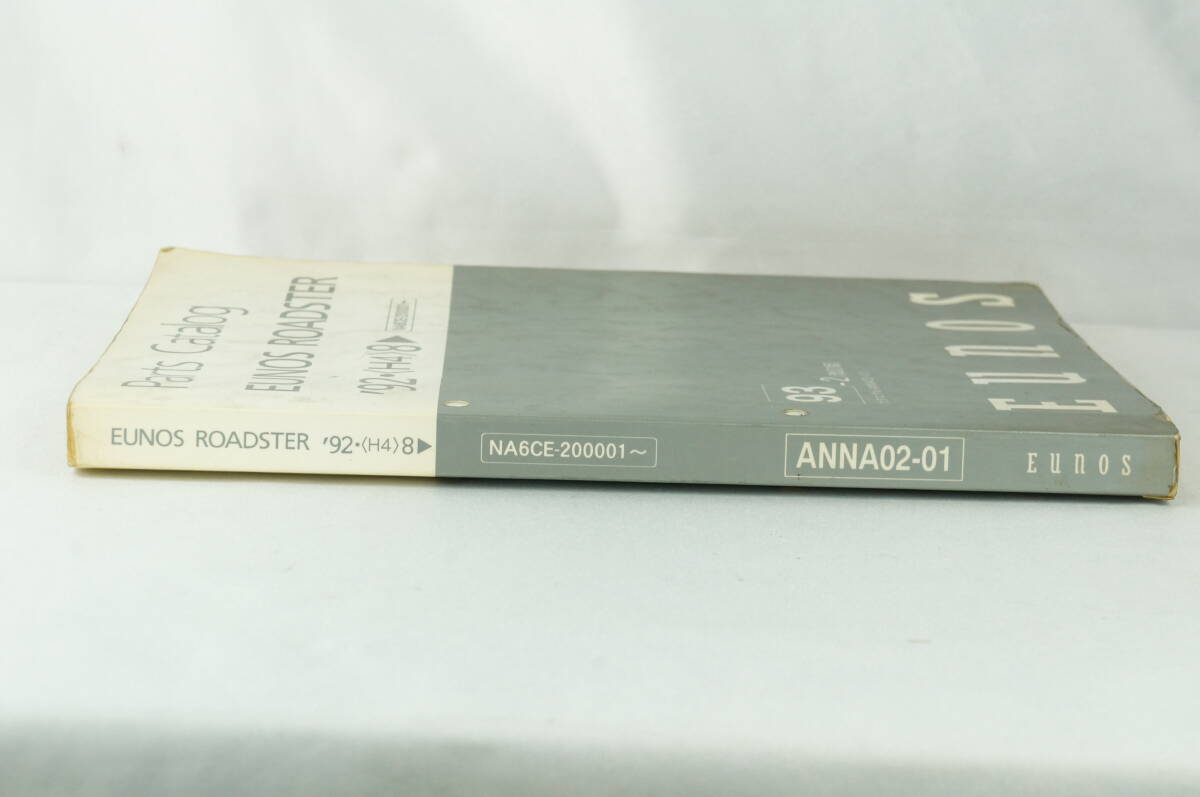 Parts Catalog
EUNOS ROADSTER
'92•〈H4〉8▶
93.2
EUNOS
EUNOS ROADSTER '92•〈H4〉8▶
NA6CE-200001～
ANNA02-01
EUNOS